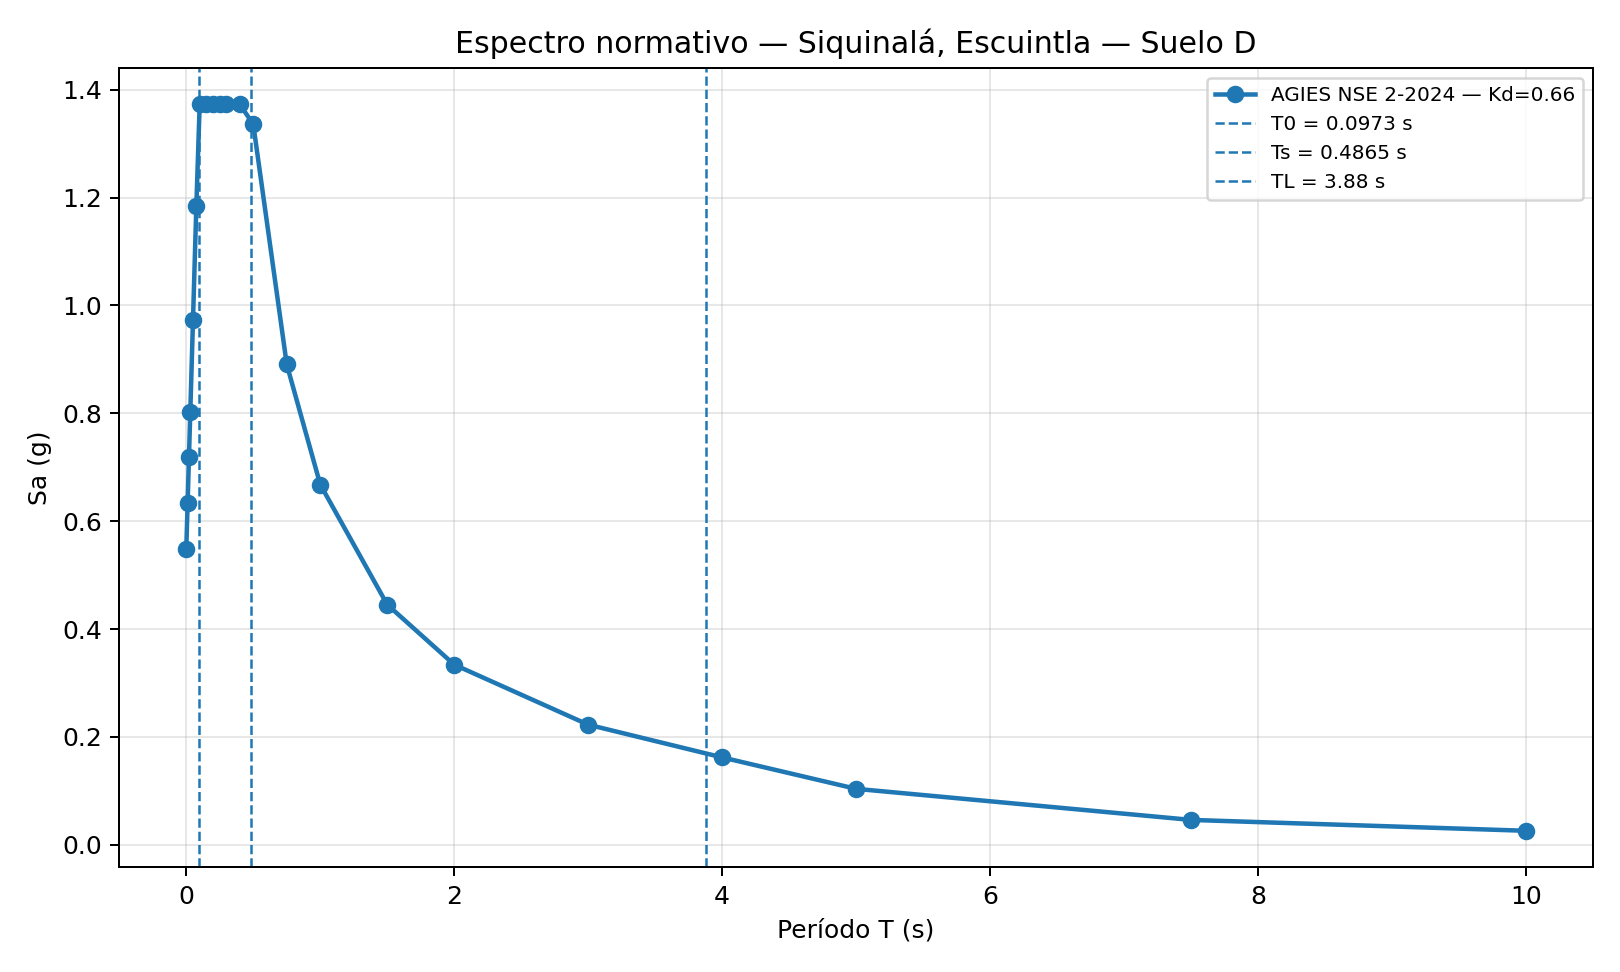 Espectro normativo — Siquinalá, Escuintla — Suelo D
AGIES NSE 2-2024 — Kd=0.66
T0 = 0.0973 s
Ts = 0.4865 s
TL = 3.88 s
Sa (g)
1.4
1.2
1.0
0.8
0.6
0.4
0.2
0.0
0 2 4 6 8 10
Período T (s)